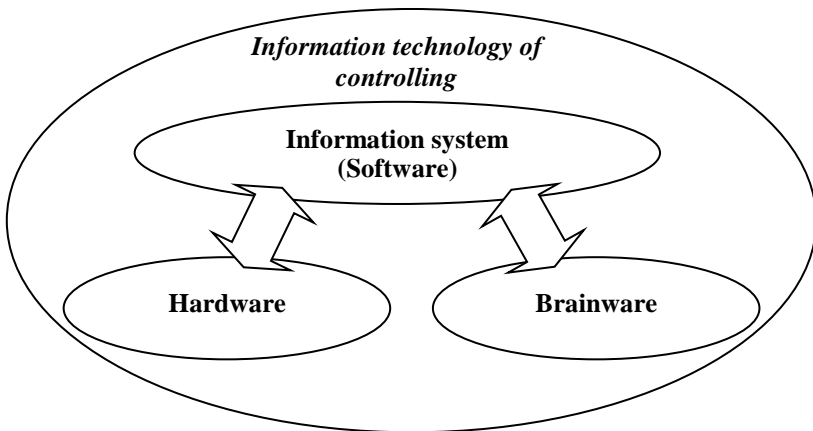 Information technology of
controlling
Information system
(Software)
Hardware
Brainware